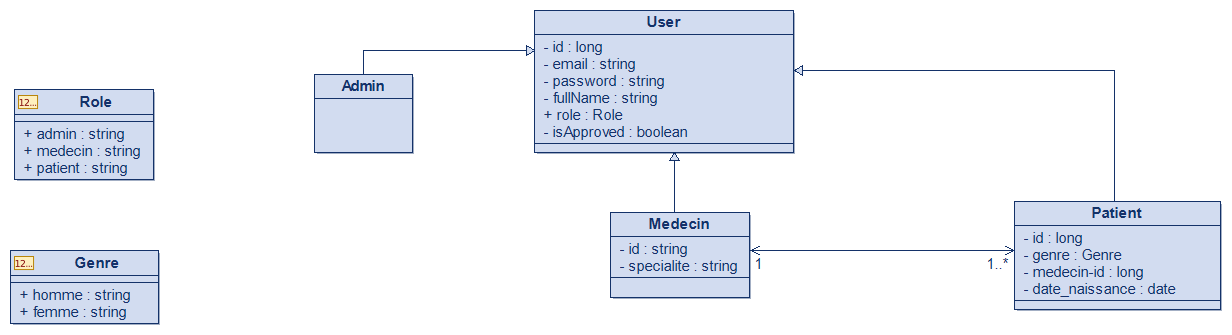 User
- id : long
- email : string
- password : string
- fullName : string
+ role : Role
- isApproved : boolean
Admin
12...
Role
+ admin : string
+ medecin : string
+ patient : string
Medecin
- id : string
- specialite : string
1
1..*
Patient
- id : long
- genre : Genre
- medecin-id : long
- date_naissance : date
12...
Genre
+ homme : string
+ femme : string